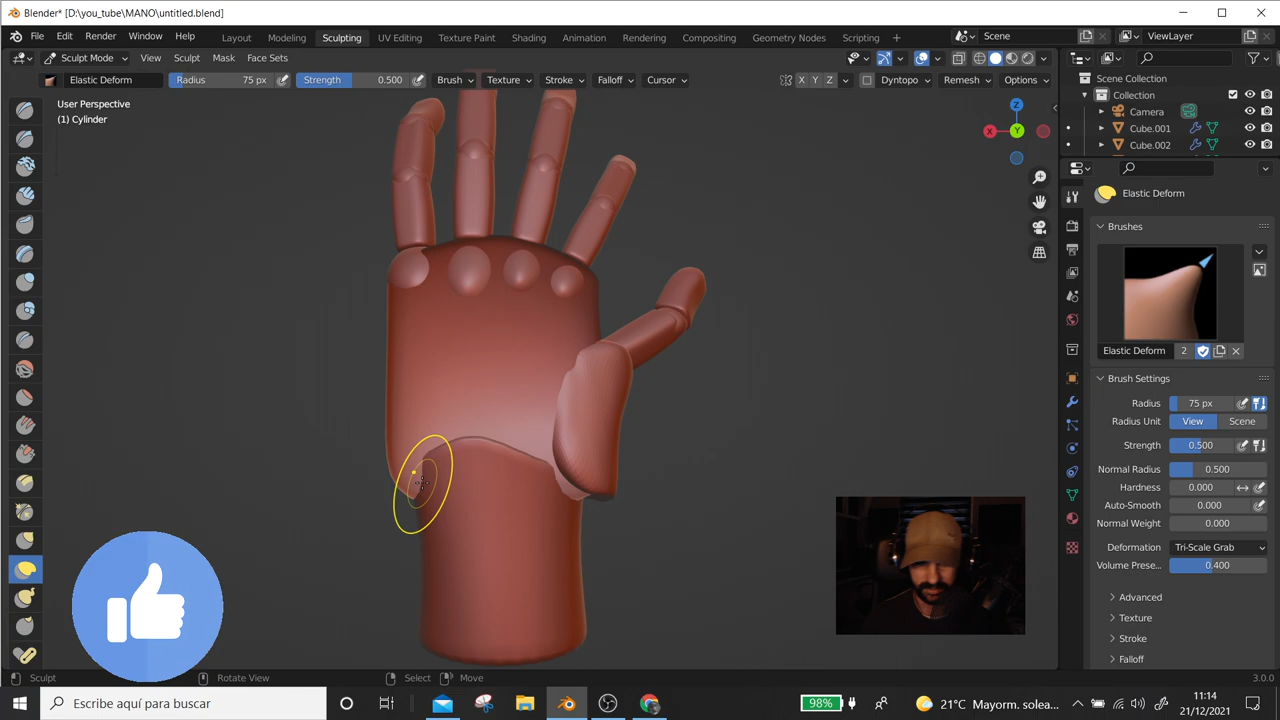 Blender* [D:\you_tube\MANO\untitled.blend]
File Edit Render Window Help Layout Modeling Sculpting UV Editing Texture Paint Shading Animation Rendering Compositing Geometry Nodes Scripting + Scene ViewLayer
Sculpt Mode View Sculpt Mask Face Sets
Elastic Deform Radius 75 px Strength 0.500 Brush Texture Stroke Falloff Cursor X Y Z Dyntopo Remesh Options
Scene Collection
Collection
Camera
Cube.001
Cube.002
User Perspective
(1) Cylinder
Z
X
Y
Elastic Deform
Brushes
Elastic Deform 2
Brush Settings
Radius 75 px
Radius Unit View Scene
Strength 0.500
Normal Radius 0.500
Hardness 0.000
Auto-Smooth 0.000
Normal Weight 0.000
Deformation Tri-Scale Grab
Volume Prese... 0.400
Advanced
Texture
Stroke
Falloff
Sculpt Rotate View Select Move 3.0.0
Escribe aquí para buscar 98% 21°C Mayorm. solea... 11:14
21/12/2021